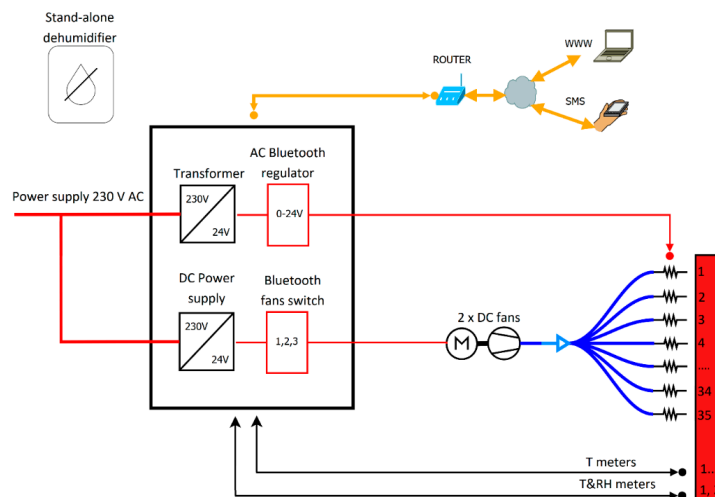 Stand-alone
dehumidifier
WWW
ROUTER
SMS
AC Bluetooth
regulator
Transformer
Power supply 230 V AC
230V
24V
0-24V
1
2
3
4
....
34
35
DC Power
supply
Bluetooth
fans switch
230V
24V
1,2,3
2 x DC fans
M
T meters
1..
T&RH meters
1,